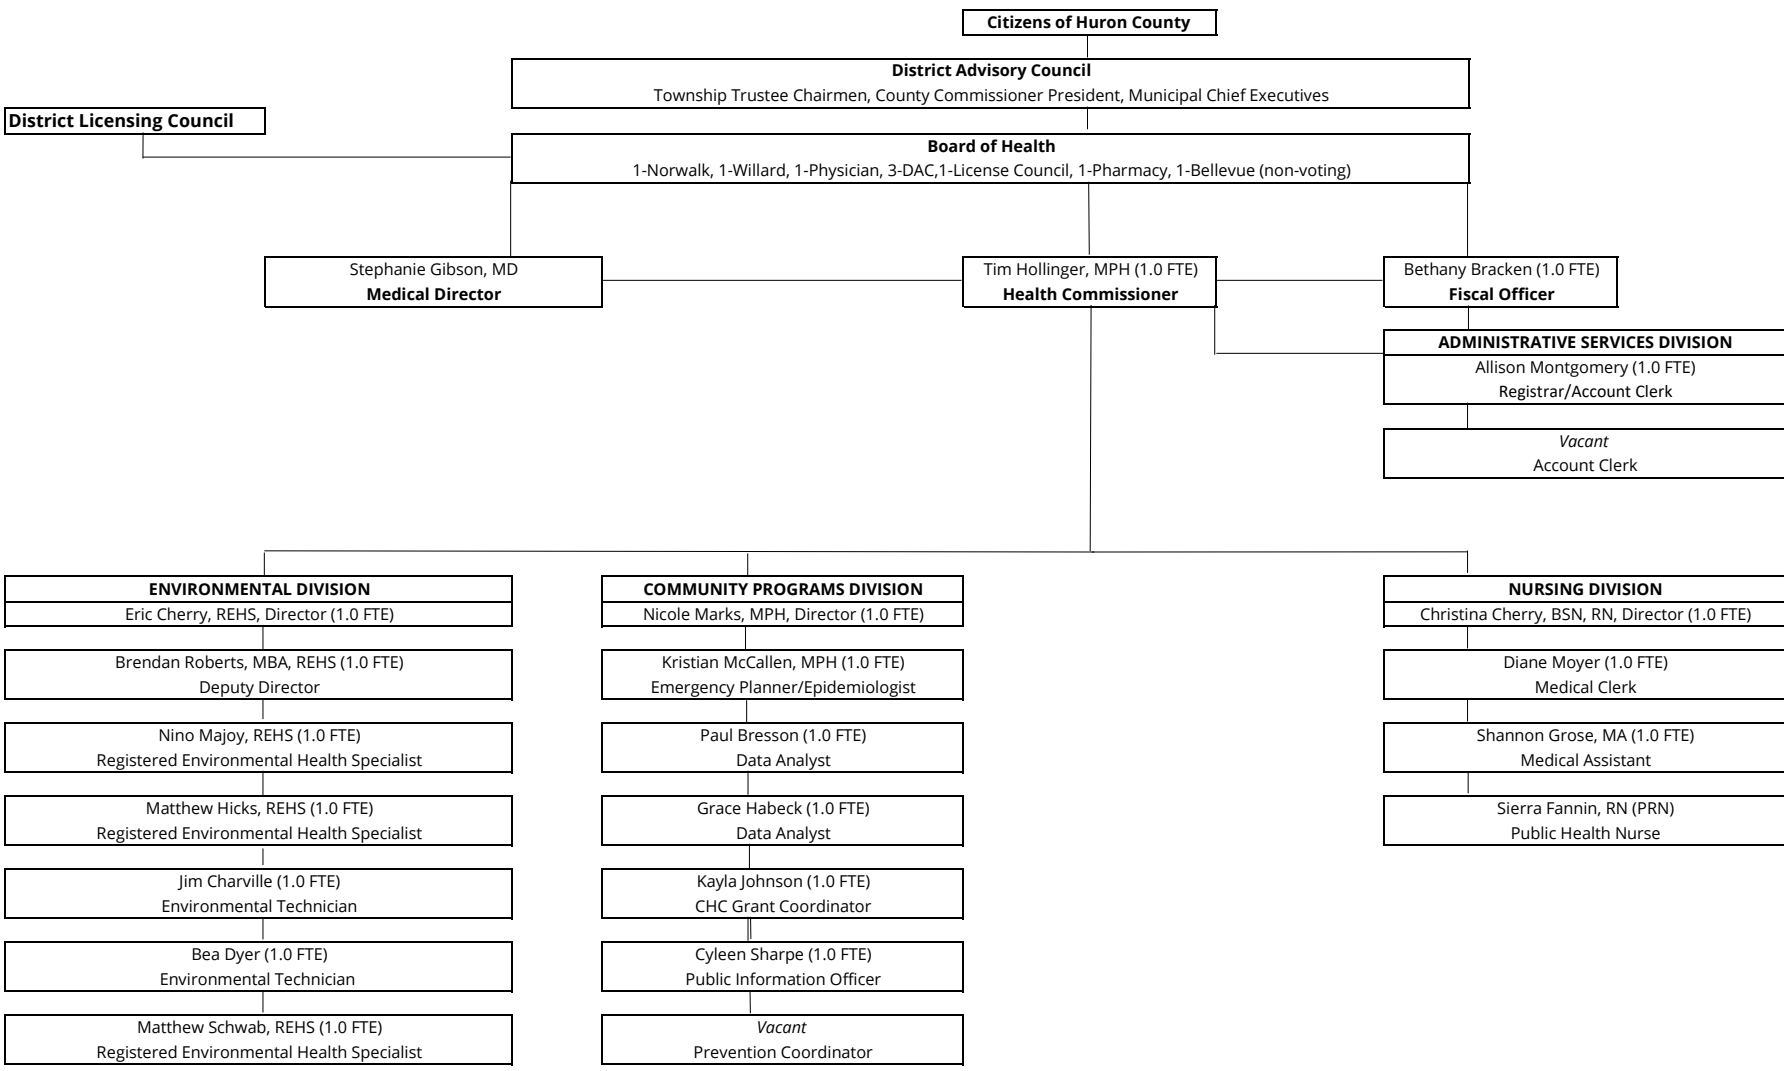 Citizens of Huron County
District Advisory Council
Township Trustee Chairmen, County Commissioner President, Municipal Chief Executives
District Licensing Council
Board of Health
1-Norwalk, 1-Willard, 1-Physician, 3-DAC,1-License Council, 1-Pharmacy, 1-Bellevue (non-voting)
Stephanie Gibson, MD
Medical Director
Tim Hollinger, MPH (1.0 FTE)
Health Commissioner
Bethany Bracken (1.0 FTE)
Fiscal Officer
ADMINISTRATIVE SERVICES DIVISION
Allison Montgomery (1.0 FTE)
Registrar/Account Clerk
Vacant
Account Clerk
ENVIRONMENTAL DIVISION
Eric Cherry, REHS, Director (1.0 FTE)
Brendan Roberts, MBA, REHS (1.0 FTE)
Deputy Director
Nino Majoy, REHS (1.0 FTE)
Registered Environmental Health Specialist
Matthew Hicks, REHS (1.0 FTE)
Registered Environmental Health Specialist
Jim Charville (1.0 FTE)
Environmental Technician
Bea Dyer (1.0 FTE)
Environmental Technician
Matthew Schwab, REHS (1.0 FTE)
Registered Environmental Health Specialist
COMMUNITY PROGRAMS DIVISION
Nicole Marks, MPH, Director (1.0 FTE)
Kristian McCallen, MPH (1.0 FTE)
Emergency Planner/Epidemiologist
Paul Bresson (1.0 FTE)
Data Analyst
Grace Habeck (1.0 FTE)
Data Analyst
Kayla Johnson (1.0 FTE)
CHC Grant Coordinator
Cyleen Sharpe (1.0 FTE)
Public Information Officer
Vacant
Prevention Coordinator
NURSING DIVISION
Christina Cherry, BSN, RN, Director (1.0 FTE)
Diane Moyer (1.0 FTE)
Medical Clerk
Shannon Grose, MA (1.0 FTE)
Medical Assistant
Sierra Fannin, RN (PRN)
Public Health Nurse